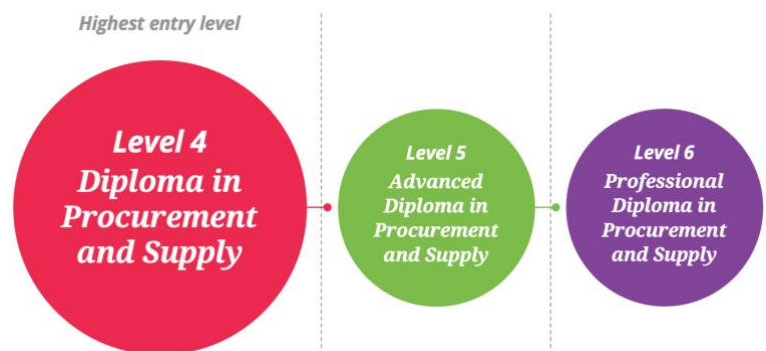 Highest entry level
Level 4
Diploma in
Procurement
and Supply
Level 5
Advanced
Diploma in
Procurement
and Supply
Level 6
Professional
Diploma in
Procurement
and Supply